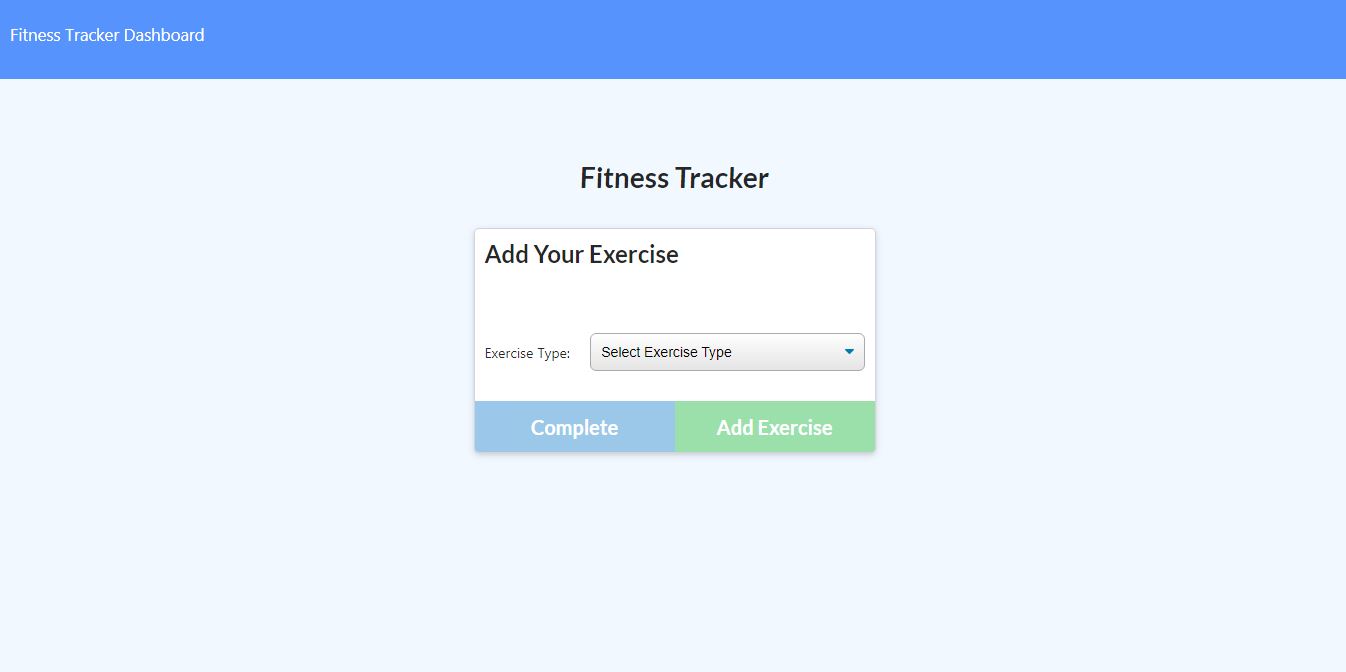 Fitness Tracker Dashboard
Fitness Tracker
Add Your Exercise
Exercise Type: Select Exercise Type
Complete Add Exercise